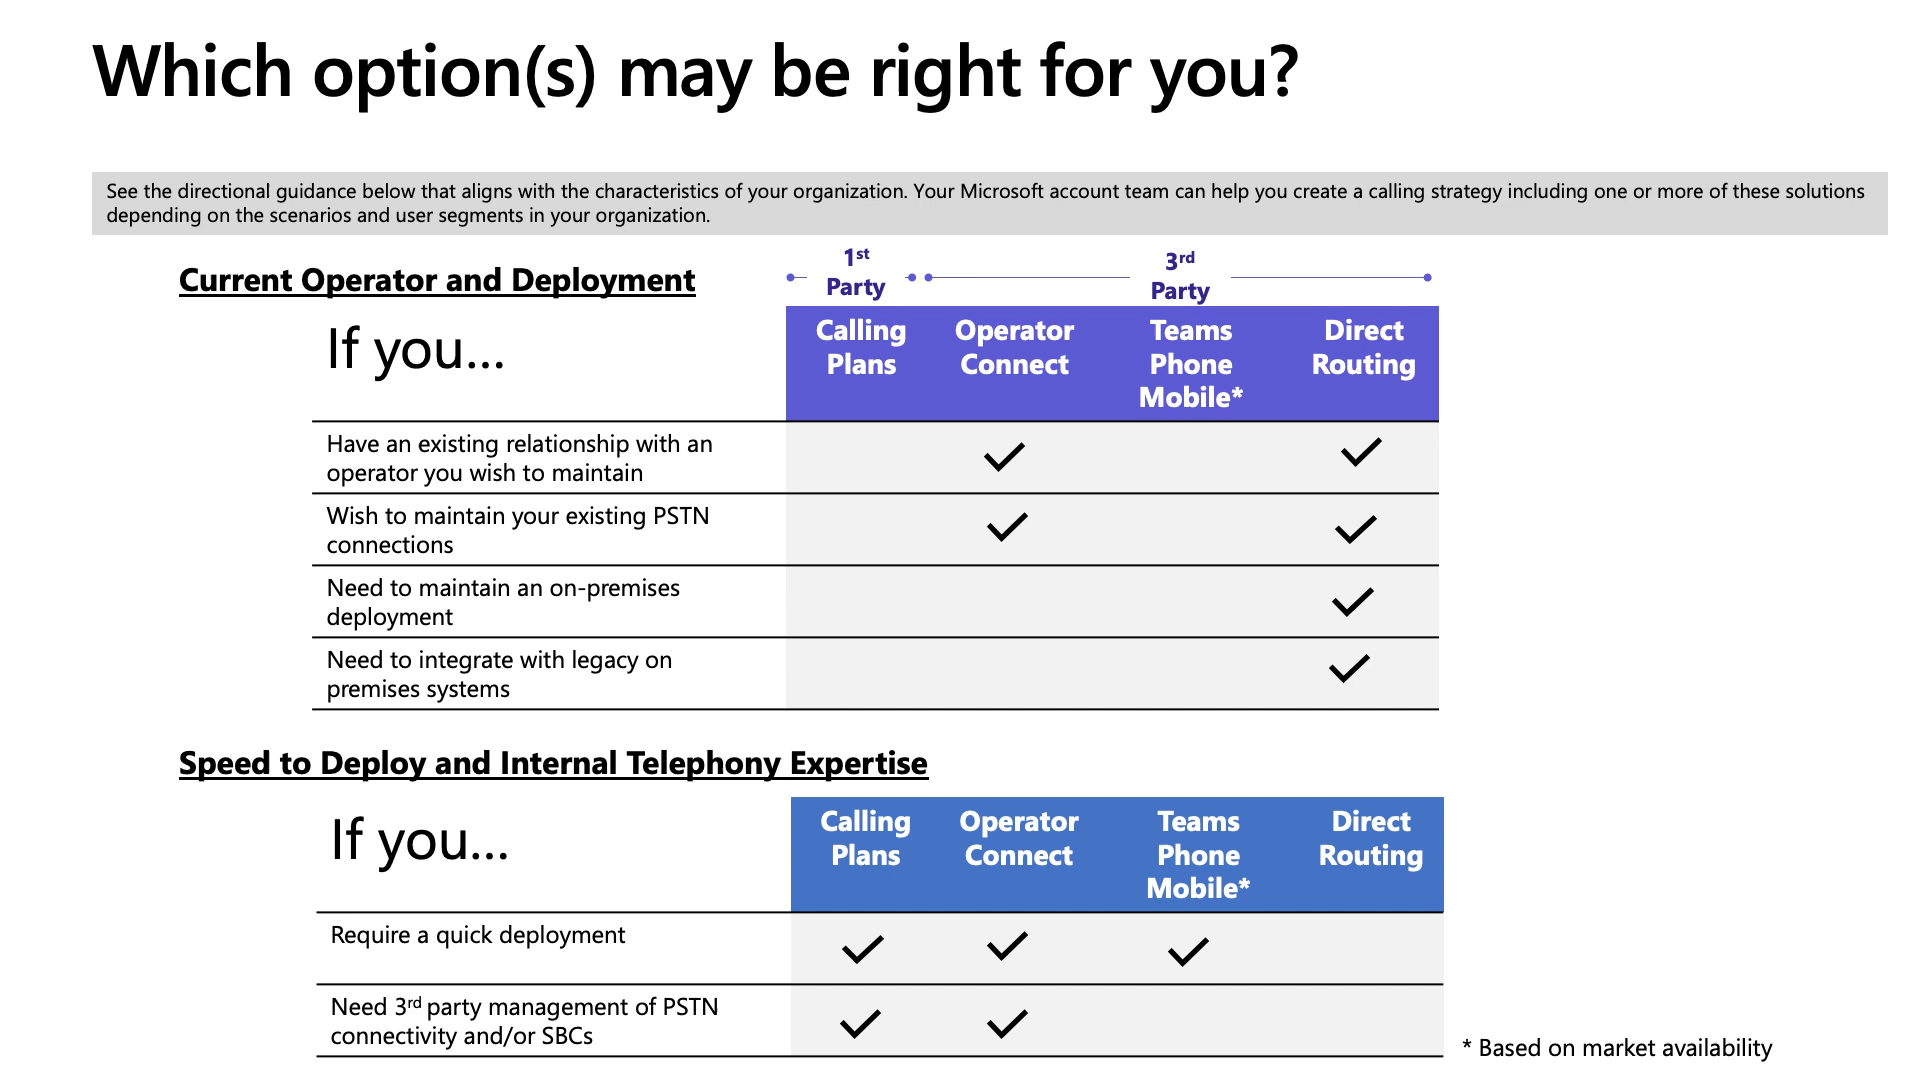 Which option(s) may be right for you?
See the directional guidance below that aligns with the characteristics of your organization. Your Microsoft account team can help you create a calling strategy including one or more of these solutions
depending on the scenarios and user segments in your organization.
Current Operator and Deployment
1st
Party
3rd
Party
If you...
Calling
Plans
Operator
Connect
Teams
Phone
Mobile*
Direct
Routing
Have an existing relationship with an
operator you wish to maintain
Wish to maintain your existing PSTN
connections
Need to maintain an on-premises
deployment
Need to integrate with legacy on
premises systems
Speed to Deploy and Internal Telephony Expertise
If you...
Calling
Plans
Operator
Connect
Teams
Phone
Mobile*
Direct
Routing
Require a quick deployment
Need 3rd party management of PSTN
connectivity and/or SBCs
* Based on market availability